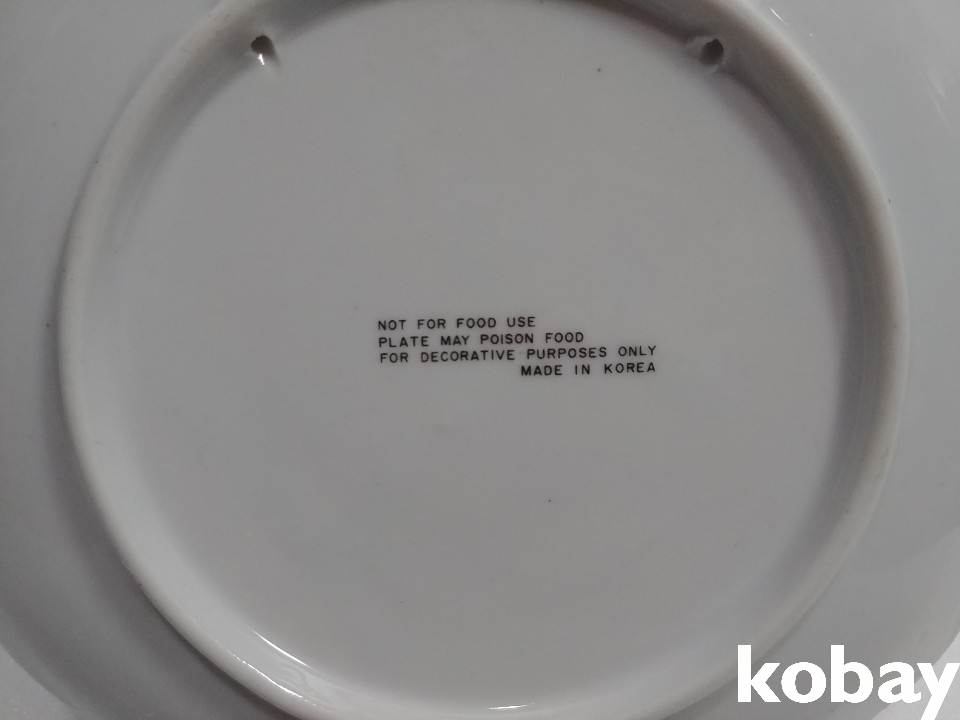 NOT FOR FOOD USE
PLATE MAY POISON FOOD
FOR DECORATIVE PURPOSES ONLY
MADE IN KOREA
kobay